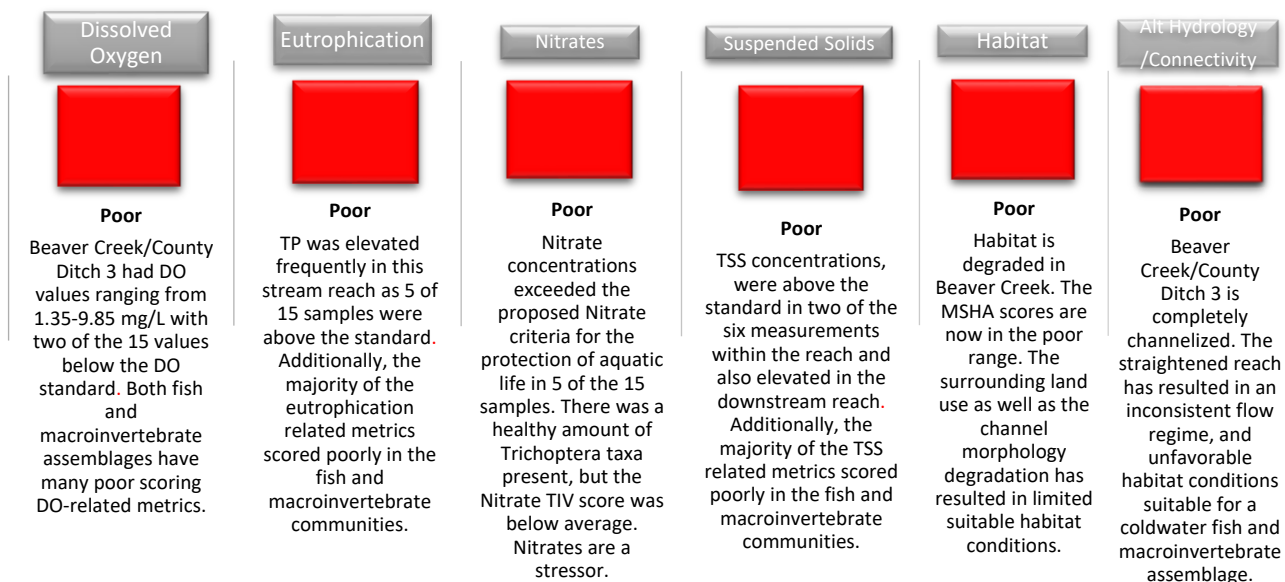 Dissolved
Oxygen
Poor
Beaver Creek/County
Ditch 3 had DO
values ranging from
1.35-9.85 mg/L with
two of the 15 values
below the DO
standard. Both fish
and
macroinvertebrate
assemblages have
many poor scoring
DO-related metrics.
Eutrophication
Poor
TP was elevated
frequently in this
stream reach as 5 of
15 samples were
above the standard.
Additionally, the
majority of the
eutrophication
related metrics
scored poorly in the
fish and
macroinvertebrate
communities.
Nitrates
Poor
Nitrate
concentrations
exceeded the
proposed Nitrate
criteria for the
protection of aquatic
life in 5 of the 15
samples. There was a
healthy amount of
Trichoptera taxa
present, but the
Nitrate TIV score was
below average.
Nitrates are a
stressor.
Suspended Solids
Poor
TSS concentrations,
were above the
standard in two of the
six measurements
within the reach and
also elevated in the
downstream reach.
Additionally, the
majority of the TSS
related metrics scored
poorly in the fish and
macroinvertebrate
communities.
Habitat
Poor
Habitat is
degraded in
Beaver Creek. The
MSHA scores are
now in the poor
range. The
surrounding land
use as well as the
channel
morphology
degradation has
resulted in limited
suitable habitat
conditions.
Alt Hydrology
/Connectivity
Poor
Beaver
Creek/County
Ditch 3 is
completely
channelized. The
straightened reach
has resulted in an
inconsistent flow
regime, and
unfavorable
habitat conditions
suitable for a
coldwater fish and
macroinvertebrate
assemblage.